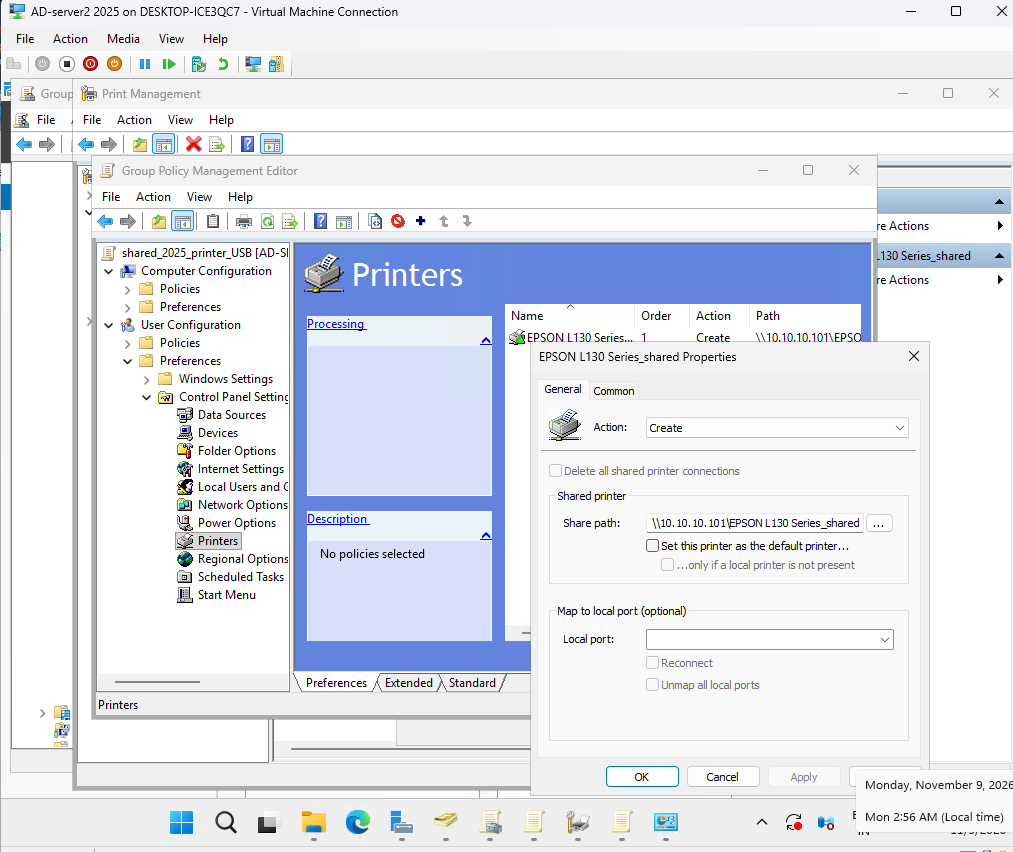 AD-server2 2025 on DESKTOP-ICE3QC7 - Virtual Machine Connection
File Action Media View Help
Group Print Management
File File Action View Help
Group Policy Management Editor
File Action View Help
shared_2025_printer_USB [AD-S
Computer Configuration
Policies
Preferences
User Configuration
Policies
Preferences
Windows Settings
Control Panel Setting
Data Sources
Devices
Folder Options
Internet Settings
Local Users and G
Network Options
Power Options
Printers
Regional Options
Scheduled Tasks
Start Menu
Printers
Processing
Description
No policies selected
Name Order Action Path
EPSON L130 Series... 1 Create \\10.10.10.101\EPSO
Preferences Extended Standard
Printers
re Actions
L130 Series_shared
re Actions
EPSON L130 Series_shared Properties
General Common
Action: Create
Delete all shared printer connections
Shared printer
Share path: \\10.10.10.101\EPSON L130 Series_shared ...
Set this printer as the default printer...
...only if a local printer is not present
Map to local port (optional)
Local port:
Reconnect
Unmap all local ports
OK Cancel Apply
Monday, November 9, 2026
Mon 2:56 AM (Local time)
IN